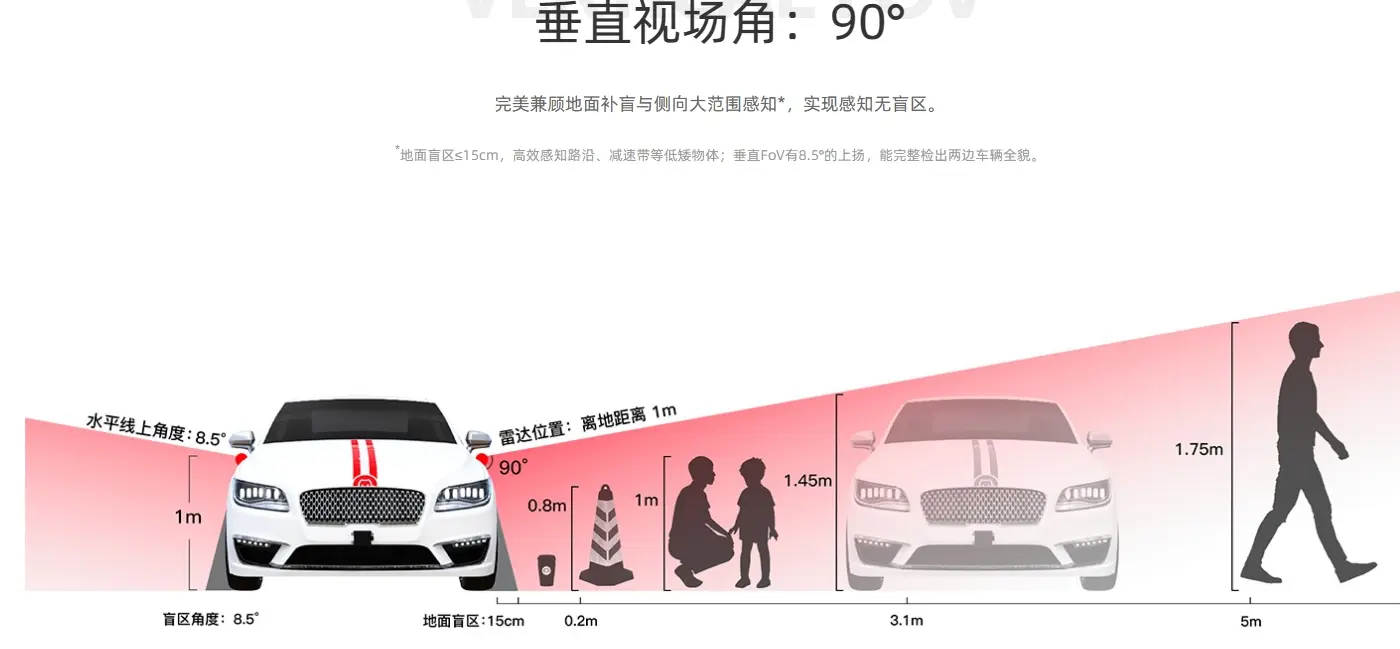 垂直视场角：90°
完美兼顾地面补盲与侧向大范围感知*，实现感知无盲区。
*地面盲区≤15cm，高效感知路沿、减速带等低矮物体；垂直FoV有8.5°的上扬，能完整检出两边车辆全貌。
水平线上角度：8.5°
雷达位置：离地距离 1m
90°
1m
0.8m
1m
1.45m
1.75m
盲区角度：8.5°
地面盲区：15cm
0.2m
3.1m
5m